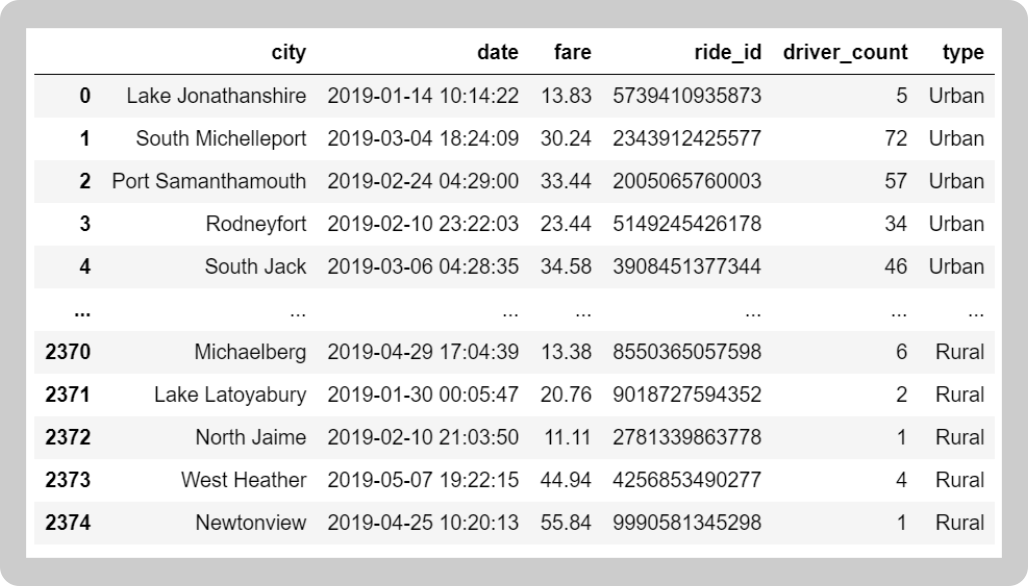 city date fare ride_id driver_count type
0 Lake Jonathanshire 2019-01-14 10:14:22 13.83 5739410935873 5 Urban
1 South Michelleport 2019-03-04 18:24:09 30.24 2343912425577 72 Urban
2 Port Samanthamouth 2019-02-24 04:29:00 33.44 2005065760003 57 Urban
3 Rodneyfort 2019-02-10 23:22:03 23.44 5149245426178 34 Urban
4 South Jack 2019-03-06 04:28:35 34.58 3908451377344 46 Urban
... ... ... ... ... ... ...
2370 Michaelberg 2019-04-29 17:04:39 13.38 8550365057598 6 Rural
2371 Lake Latoyabury 2019-01-30 00:05:47 20.76 9018727594352 2 Rural
2372 North Jaime 2019-02-10 21:03:50 11.11 2781339863778 1 Rural
2373 West Heather 2019-05-07 19:22:15 44.94 4256853490277 4 Rural
2374 Newtonview 2019-04-25 10:20:13 55.84 9990581345298 1 Rural